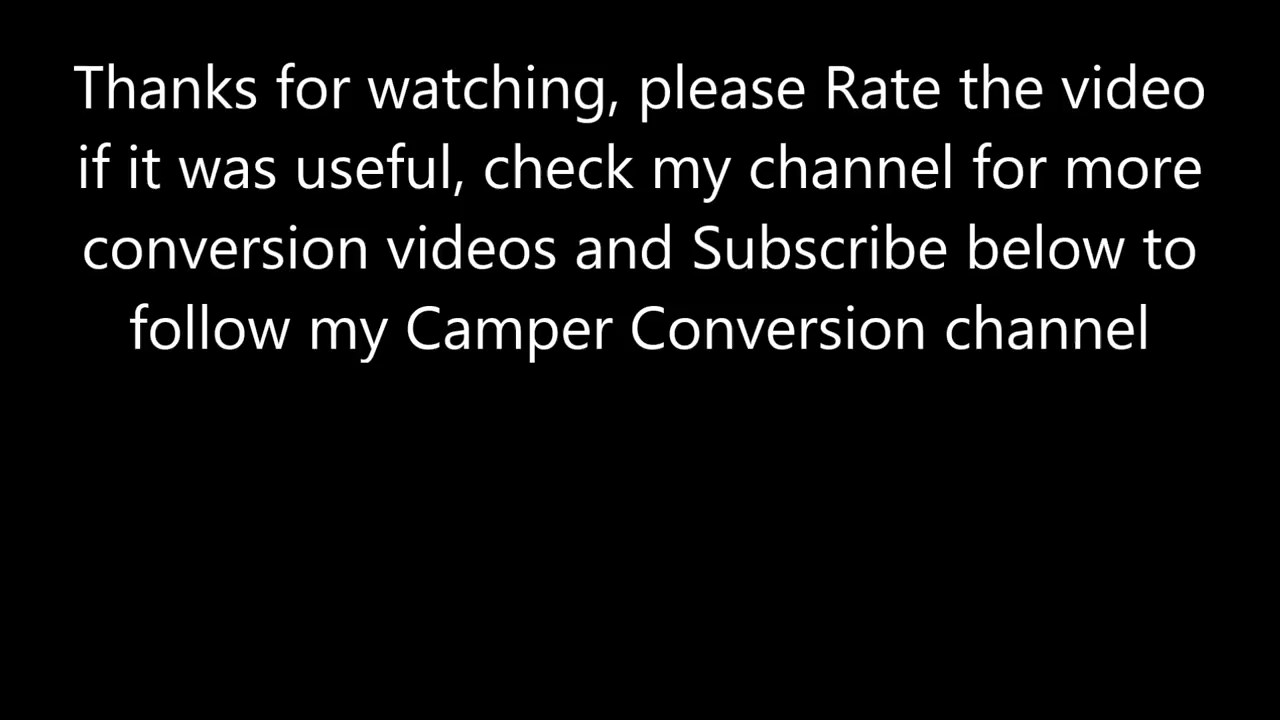 Thanks for watching, please Rate the video
if it was useful, check my channel for more
conversion videos and Subscribe below to
follow my Camper Conversion channel